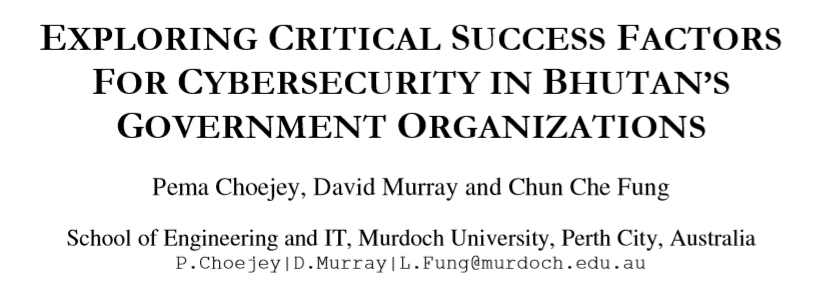 EXPLORING CRITICAL SUCCESS FACTORS
FOR CYBERSECURITY IN BHUTAN'S
GOVERNMENT ORGANIZATIONS
Pema Choejey, David Murray and Chun Che Fung
School of Engineering and IT, Murdoch University, Perth City, Australia
P.Choejey|D.Murray|L.Fung@murdoch.edu.au